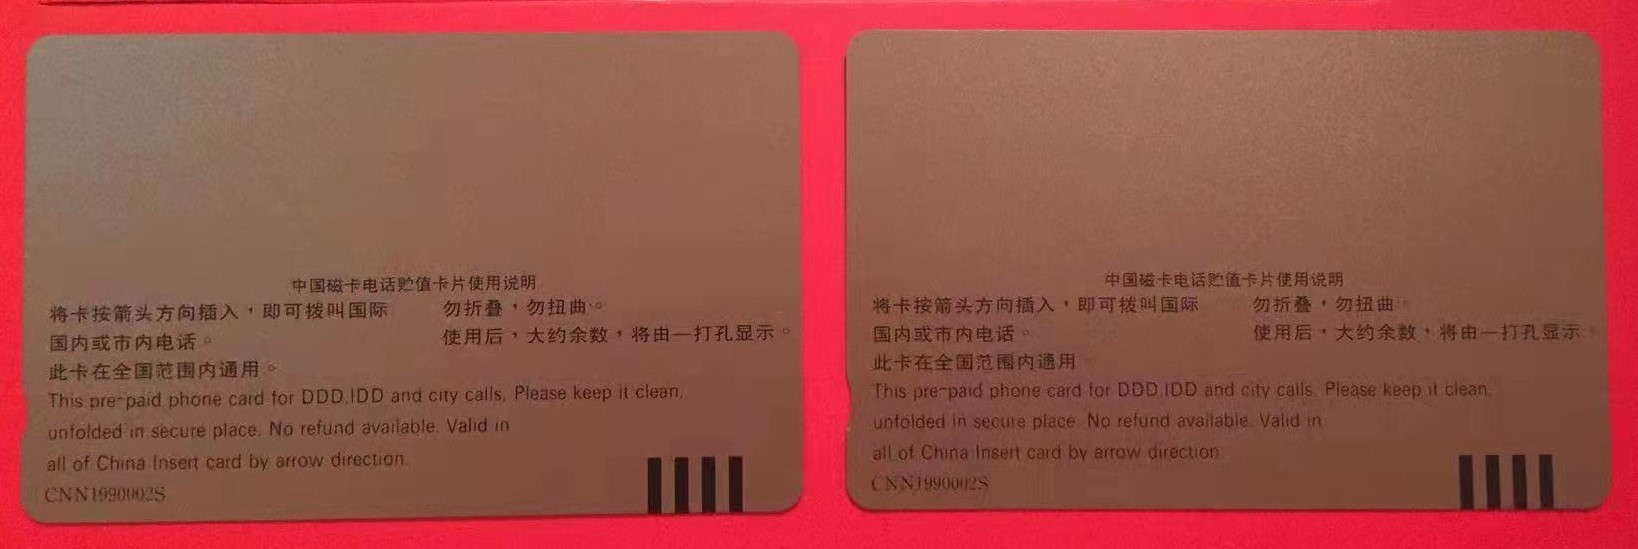 中国磁卡电话贮值卡片使用说明
将卡按箭头方向插入，即可拨叫国际 勿折叠，勿扭曲。
国内或市内电话。 使用后，大约余数，将由一打孔显示。
此卡在全国范围内通用。
This pre-paid phone card for DDD,IDD and city calls, Please keep it clean,
unfolded in secure place. No refund available. Valid in
all of China Insert card by arrow direction.
CNN1990002S
中国磁卡电话贮值卡片使用说明
将卡按箭头方向插入，即可拨叫国际 勿折叠，勿扭曲。
国内或市内电话。 使用后，大约余数，将由一打孔显示。
此卡在全国范围内通用
This pre-paid phone card for DDD,IDD and city calls. Please keep it clean,
unfolded in secure place. No refund available. Valid in
all of China Insert card by arrow direction
CNN1990002S